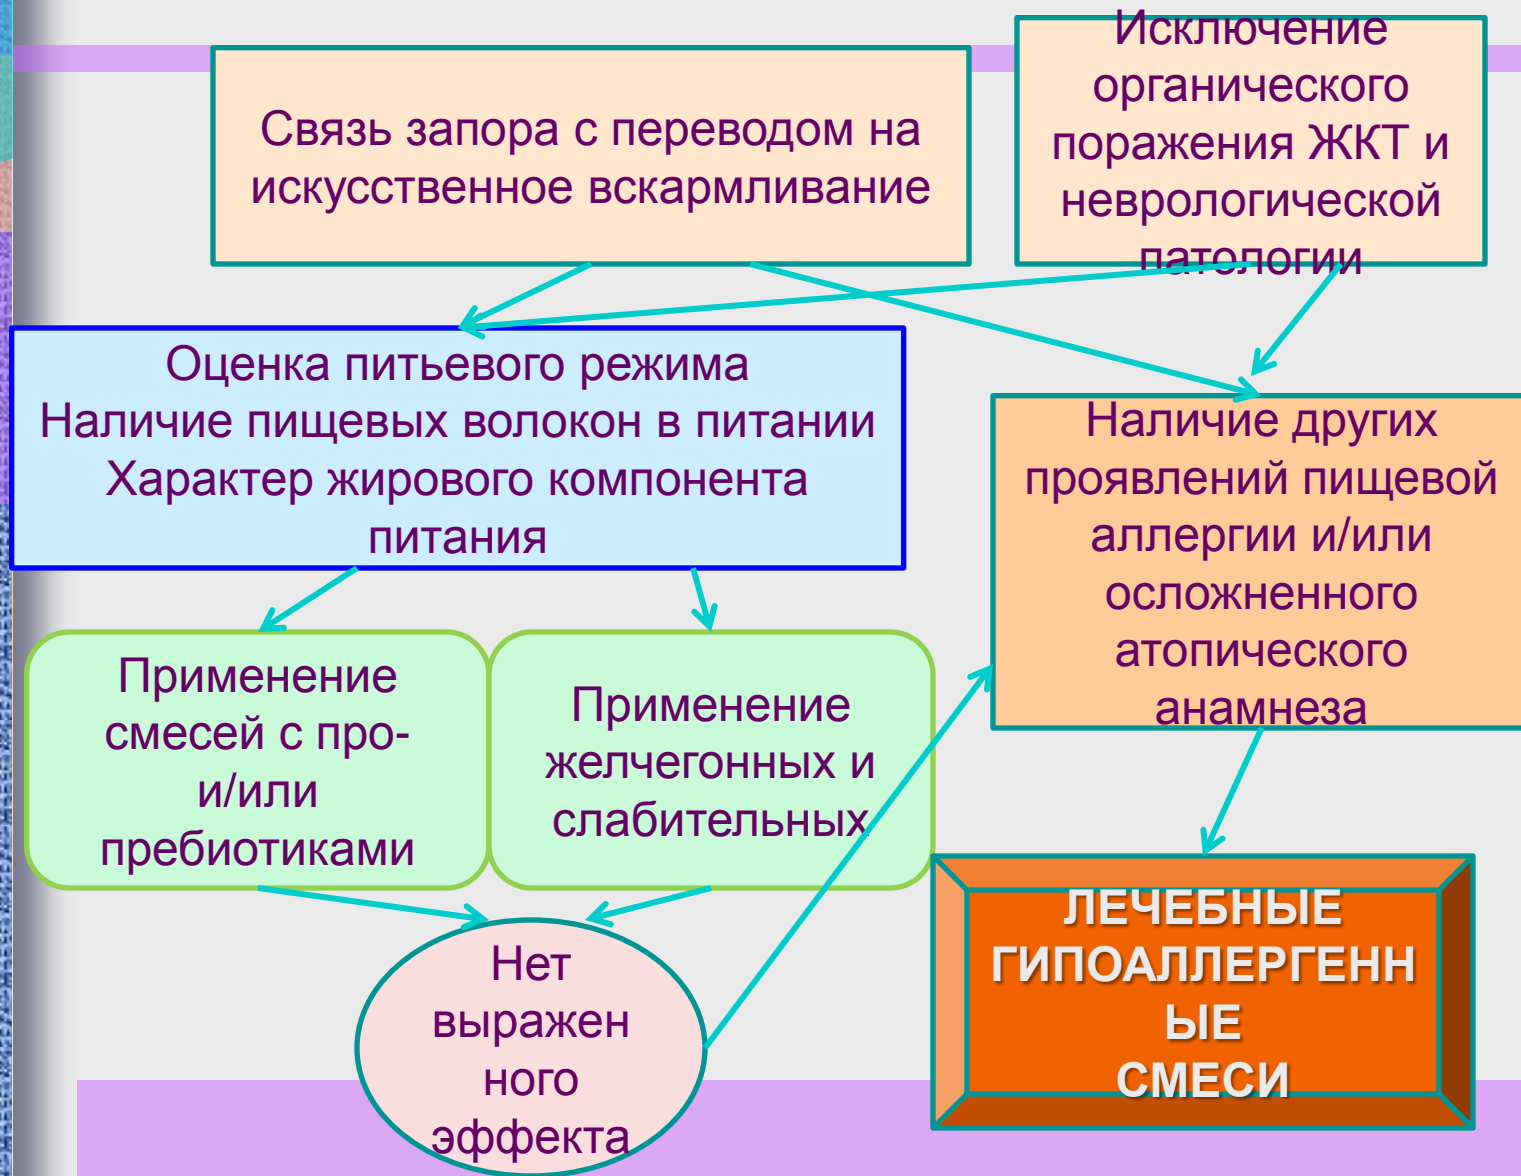 Связь запора с переводом на
искусственное вскармливание
Исключение
органического
поражения ЖКТ и
неврологической
патологии
Оценка питьевого режима
Наличие пищевых волокон в питании
Характер жирового компонента
питания
Наличие других
проявлений пищевой
аллергии и/или
осложненного
атопического
анамнеза
Применение
смесей с про-
и/или
пребиотиками
Применение
желчегонных и
слабительных
Нет
выражен
ного
эффекта
ЛЕЧЕБНЫЕ
ГИПОАЛЛЕРГЕНН
ЫЕ
СМЕСИ